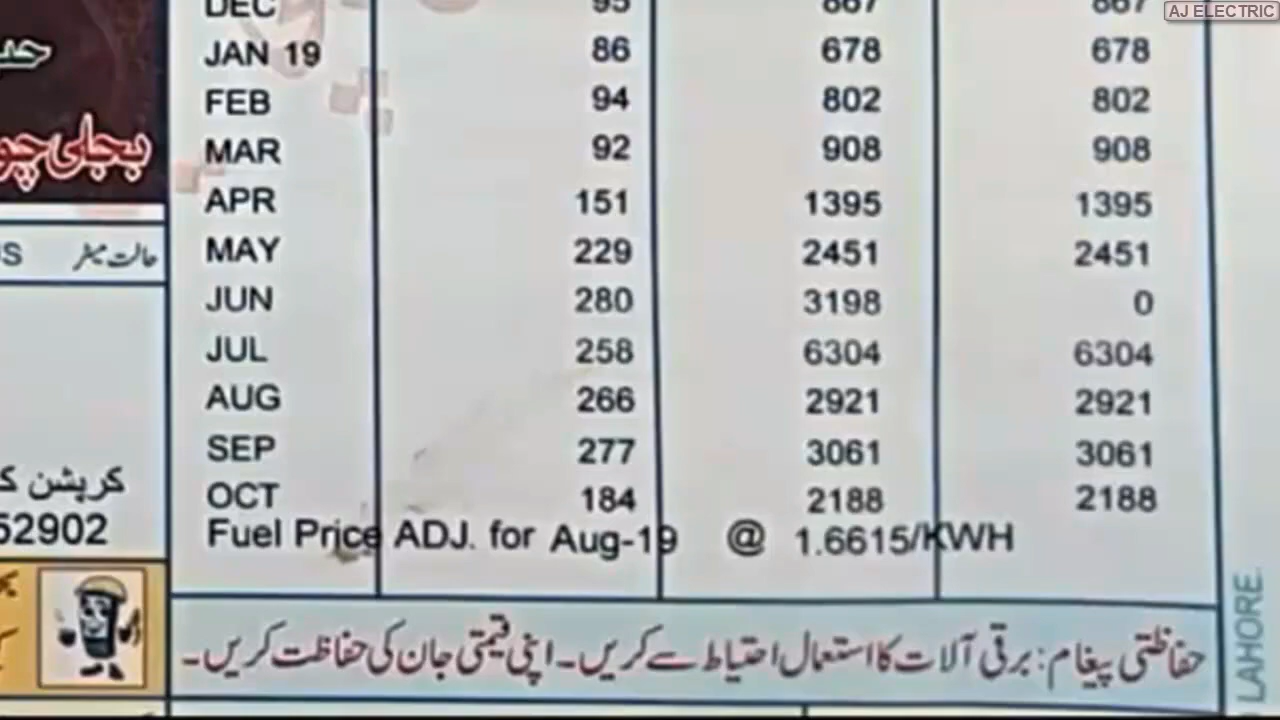 AJ ELECTRIC
DEC 95 867 867
JAN 19 86 678 678
FEB 94 802 802
MAR 92 908 908
APR 151 1395 1395
MAY 229 2451 2451
JUN 280 3198 0
JUL 258 6304 6304
AUG 266 2921 2921
SEP 277 3061 3061
OCT 184 2188 2188
Fuel Price ADJ. for Aug-19 @ 1.6615/KWH
حفاظتی پیغام: برقی آلات کا استعمال احتیاط سے کریں۔ اپنی قیمتی جان کی حفاظت کریں۔
بجلی
حالت میٹر
کرپشن
52902
LAHORE.